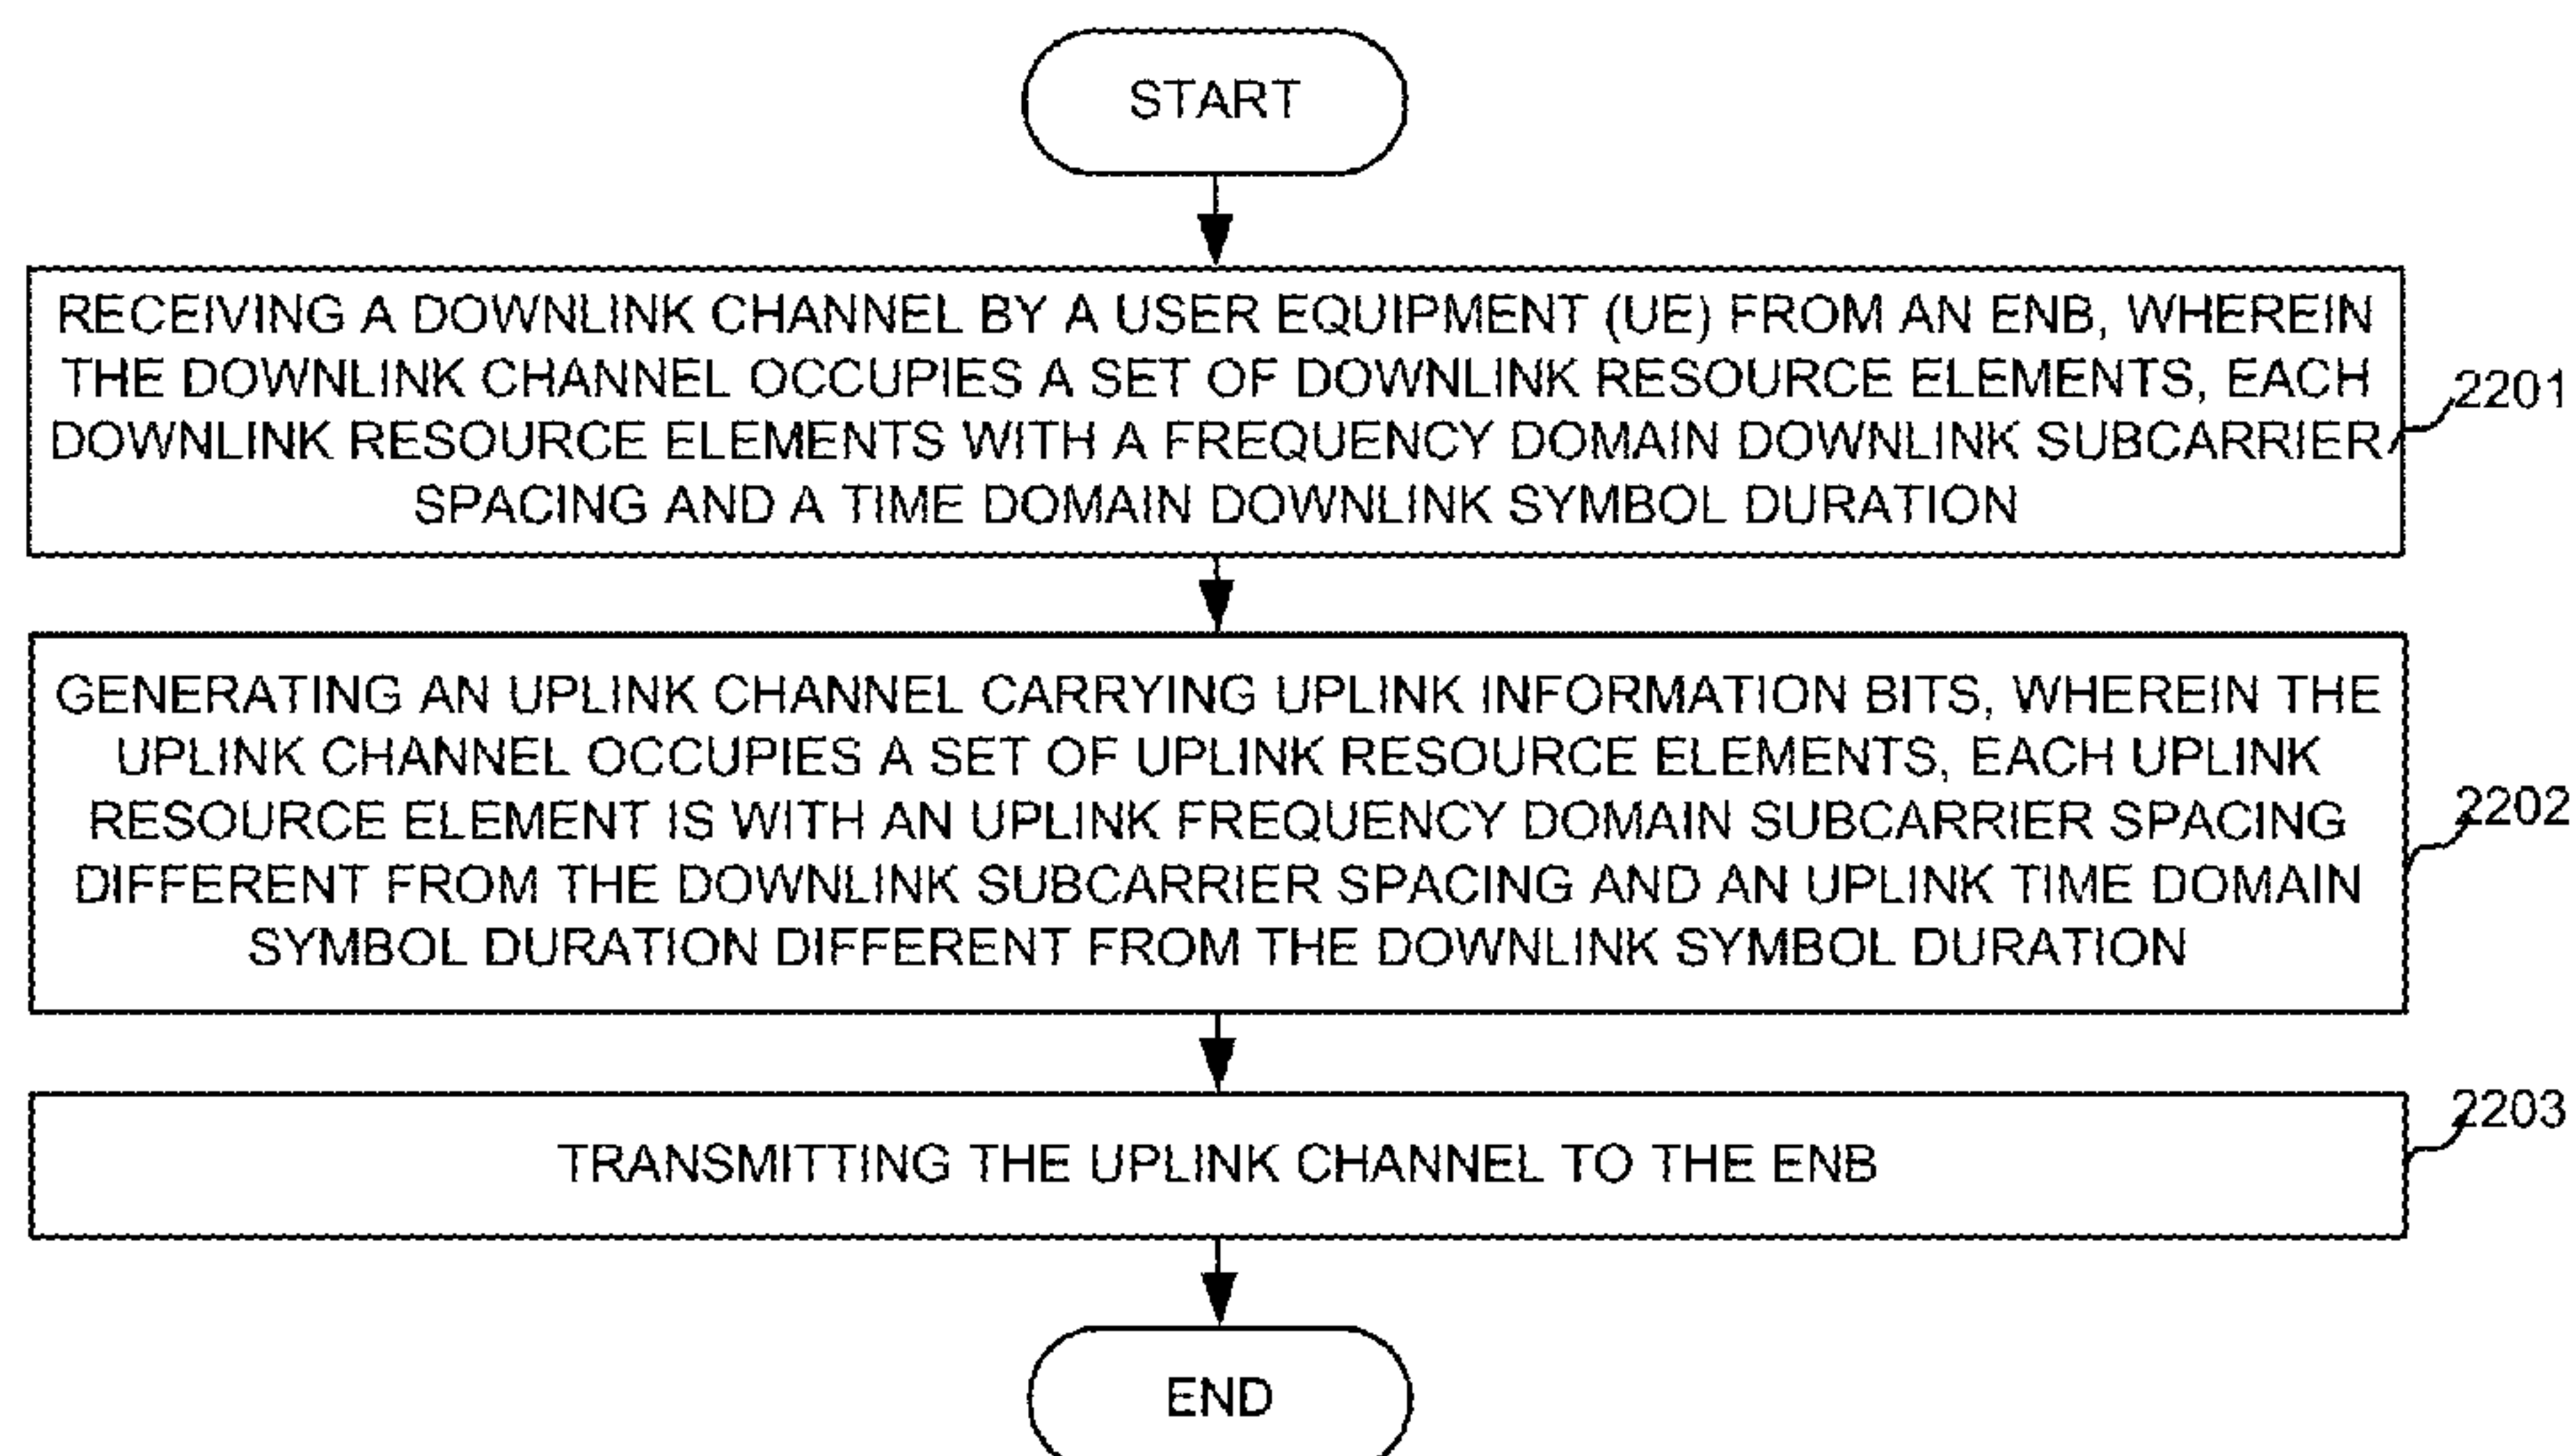 START
RECEIVING A DOWNLINK CHANNEL BY A USER EQUIPMENT (UE) FROM AN ENB, WHEREIN
THE DOWNLINK CHANNEL OCCUPIES A SET OF DOWNLINK RESOURCE ELEMENTS, EACH
DOWNLINK RESOURCE ELEMENTS WITH A FREQUENCY DOMAIN DOWNLINK SUBCARRIER
SPACING AND A TIME DOMAIN DOWNLINK SYMBOL DURATION
2201
GENERATING AN UPLINK CHANNEL CARRYING UPLINK INFORMATION BITS, WHEREIN THE
UPLINK CHANNEL OCCUPIES A SET OF UPLINK RESOURCE ELEMENTS, EACH UPLINK
RESOURCE ELEMENT IS WITH AN UPLINK FREQUENCY DOMAIN SUBCARRIER SPACING
DIFFERENT FROM THE DOWNLINK SUBCARRIER SPACING AND AN UPLINK TIME DOMAIN
SYMBOL DURATION DIFFERENT FROM THE DOWNLINK SYMBOL DURATION
2202
TRANSMITTING THE UPLINK CHANNEL TO THE ENB
2203
END